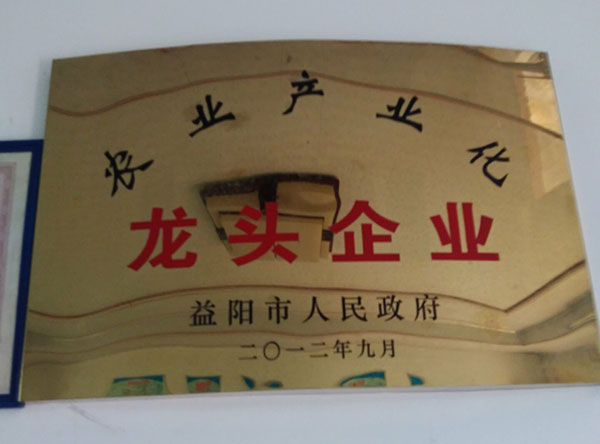 农业产业化
龙头企业
益阳市人民政府
二〇一二年九月